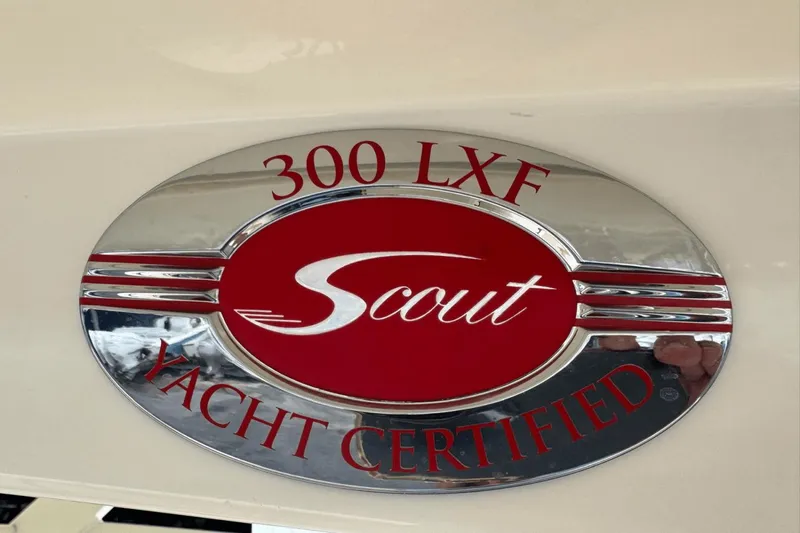 300 LXF
Scout
YACHT CERTIFIED